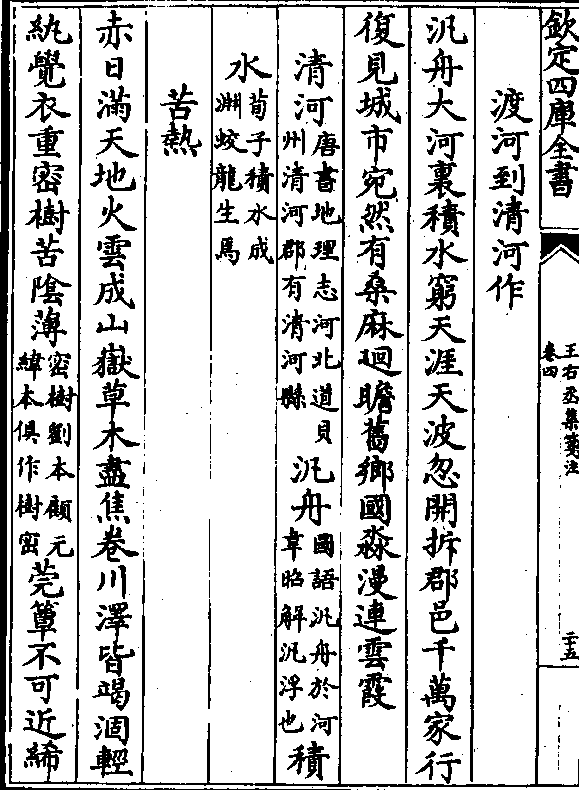 欽定四庫全書
王右丞集箋注
卷四
二十五
渡河到清河作
汎舟大河裏積水窮天涯天波忽開拆郡邑千萬家行
復見城市宛然有桑麻迴瞻舊鄉國淼漫連雲霞
清河唐書地理志河北道貝州清河郡有清河縣汎舟國語汎舟於河韋昭解汎浮也積
水荀子積水成淵蛟龍生焉
苦熱
赤日滿天地火雲成山嶽草木盡焦卷川澤皆竭涸輕
紈覺衣重密樹苦陰薄密樹劉本顧元緯本俱作樹密莞簟不可近絺